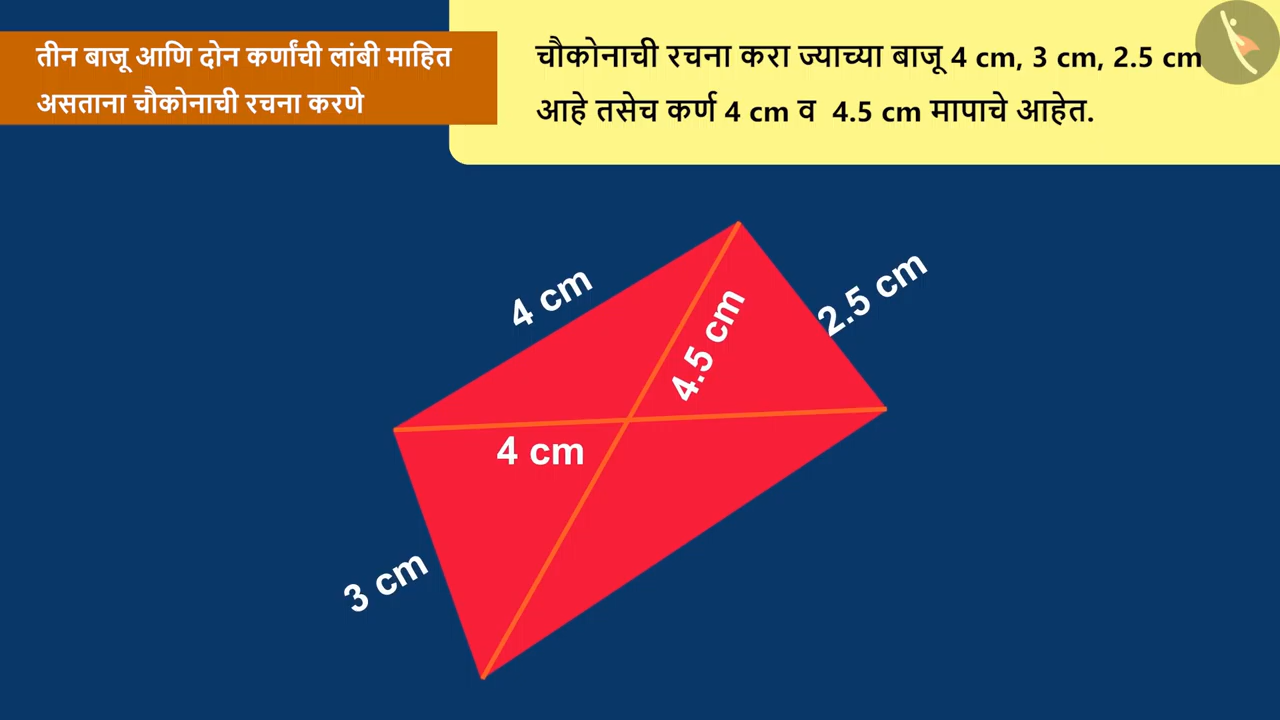 तीन बाजू आणि दोन कर्णांची लांबी माहित
असताना चौकोनाची रचना करणे
चौकोनाची रचना करा ज्याच्या बाजू 4 cm, 3 cm, 2.5 cm
आहे तसेच कर्ण 4 cm व 4.5 cm मापाचे आहेत.
4 cm
2.5 cm
4.5 cm
4 cm
3 cm